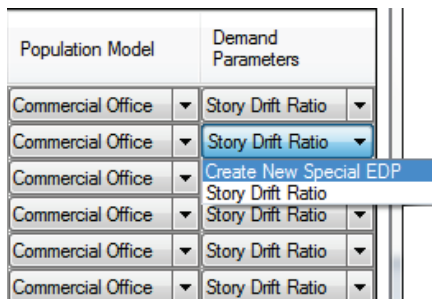 Population Model
Demand
Parameters
Commercial Office Story Drift Ratio
Commercial Office Story Drift Ratio
Commercial Office Create New Special EDP
Story Drift Ratio
Commercial Office Story Drift Ratio
Commercial Office Story Drift Ratio
Commercial Office Story Drift Ratio